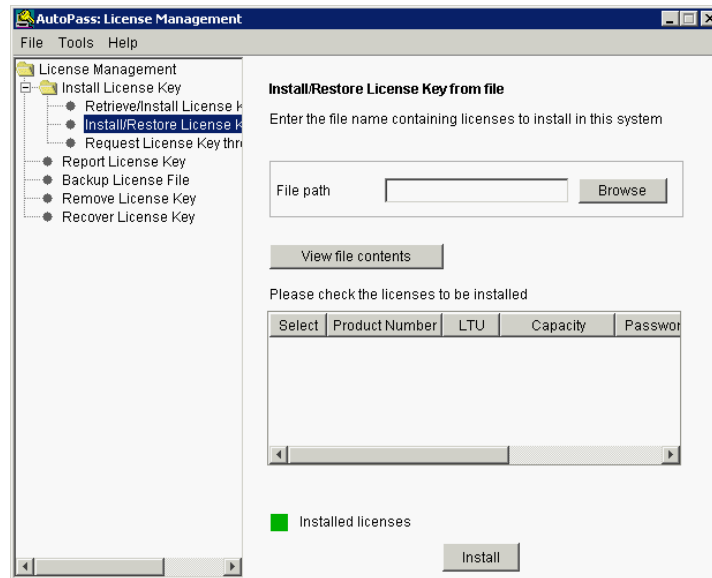 AutoPass: License Management
File Tools Help
License Management
Install License Key
Retrieve/Install License K
Install/Restore License K
Request License Key thro
Report License Key
Backup License File
Remove License Key
Recover License Key
Install/Restore License Key from file
Enter the file name containing licenses to install in this system
File path Browse
View file contents
Please check the licenses to be installed
Select Product Number LTU Capacity Passwor
Installed licenses
Install